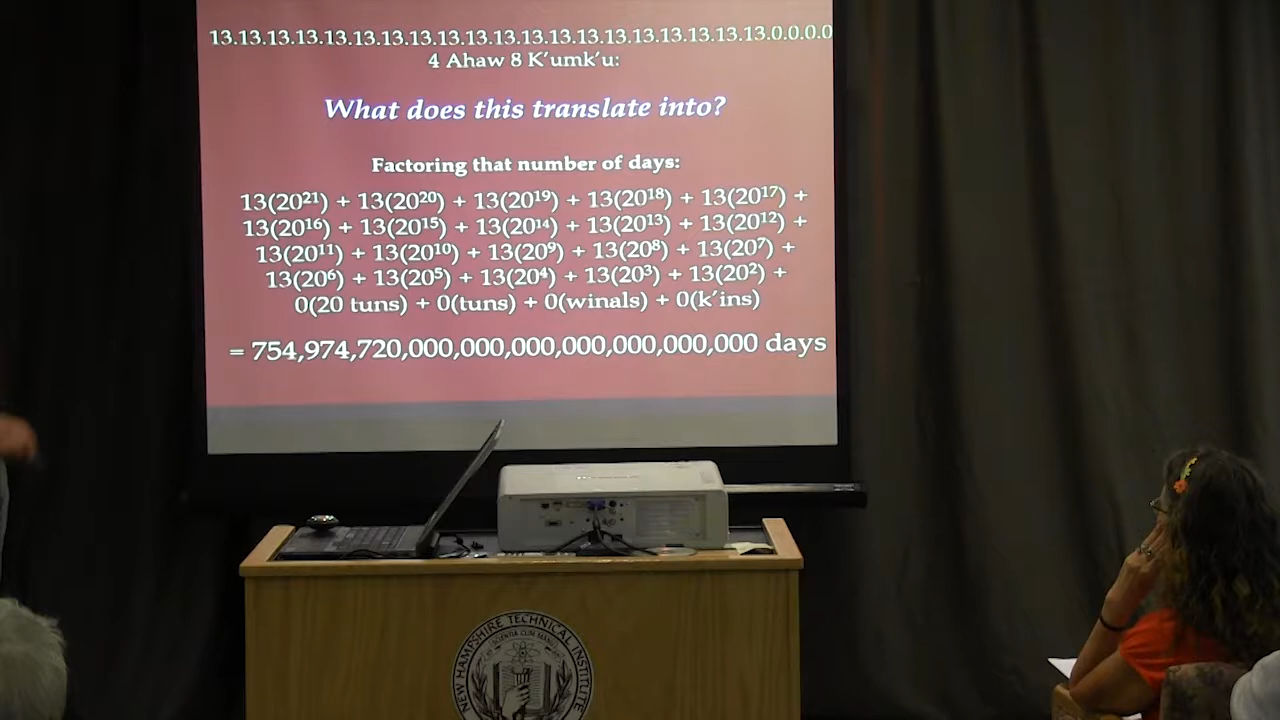 13.13.13.13.13.13.13.13.13.13.13.13.13.13.13.13.13.13.13.13.0.0.0.0
4 Ahaw 8 K'umk'u:
What does this translate into?
Factoring that number of days:
13(20²¹) + 13(20²⁰) + 13(20¹⁹) + 13(20¹⁸) + 13(20¹⁷) +
13(20¹⁶) + 13(20¹⁵) + 13(20¹⁴) + 13(20¹³) + 13(20¹²) +
13(20¹¹) + 13(20¹⁰) + 13(20⁹) + 13(20⁸) + 13(20⁷) +
13(20⁶) + 13(20⁵) + 13(20⁴) + 13(20³) + 13(20²) +
0(20 tuns) + 0(tuns) + 0(winals) + 0(k'ins)
= 754,974,720,000,000,000,000,000,000,000 days
NEW HAMPSHIRE TECHNICAL INSTITUTE
SCIENTIA CUM